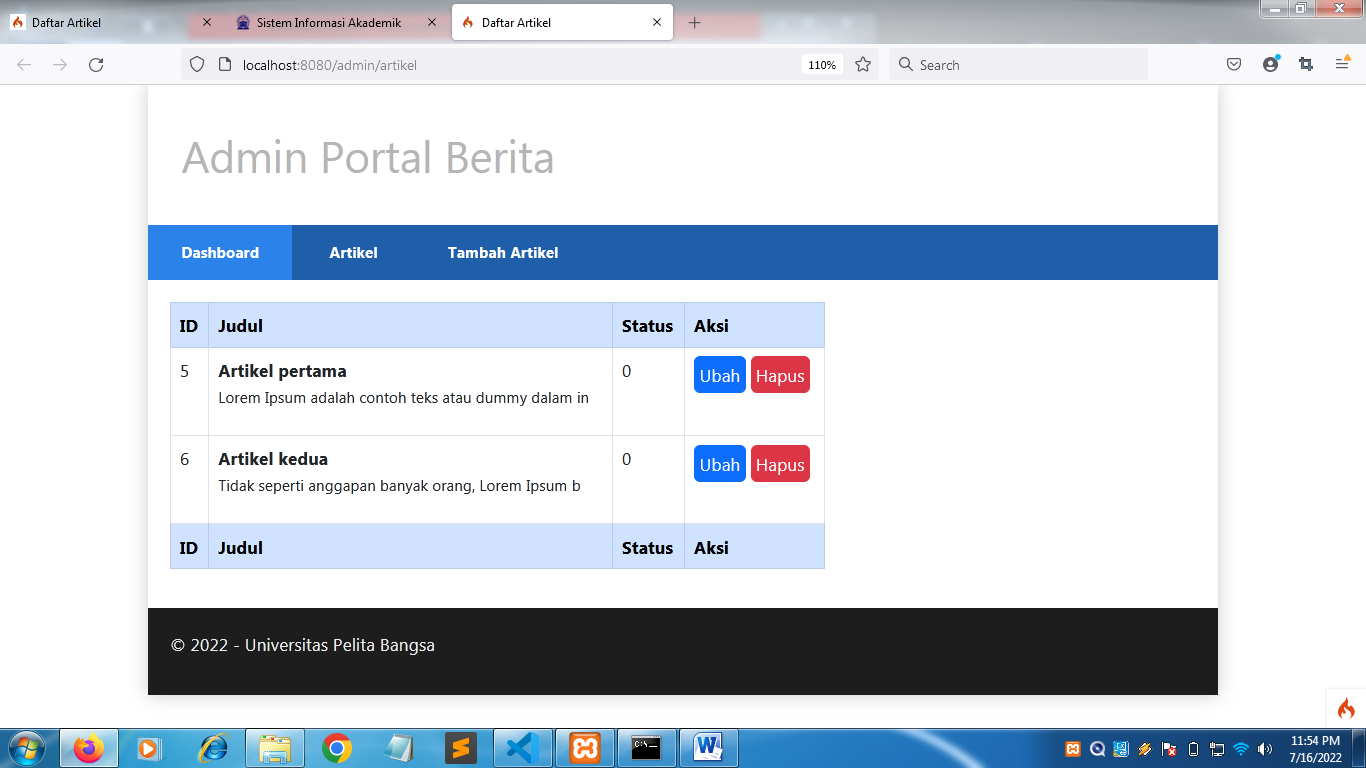 Daftar Artikel
Sistem Informasi Akademik
Daftar Artikel
localhost:8080/admin/artikel
110%
Search
Admin Portal Berita
Dashboard Artikel Tambah Artikel
ID Judul Status Aksi
5 Artikel pertama 0 Ubah Hapus
Lorem Ipsum adalah contoh teks atau dummy dalam in
6 Artikel kedua 0 Ubah Hapus
Tidak seperti anggapan banyak orang, Lorem Ipsum b
ID Judul Status Aksi
© 2022 - Universitas Pelita Bangsa
11:54 PM
7/16/2022